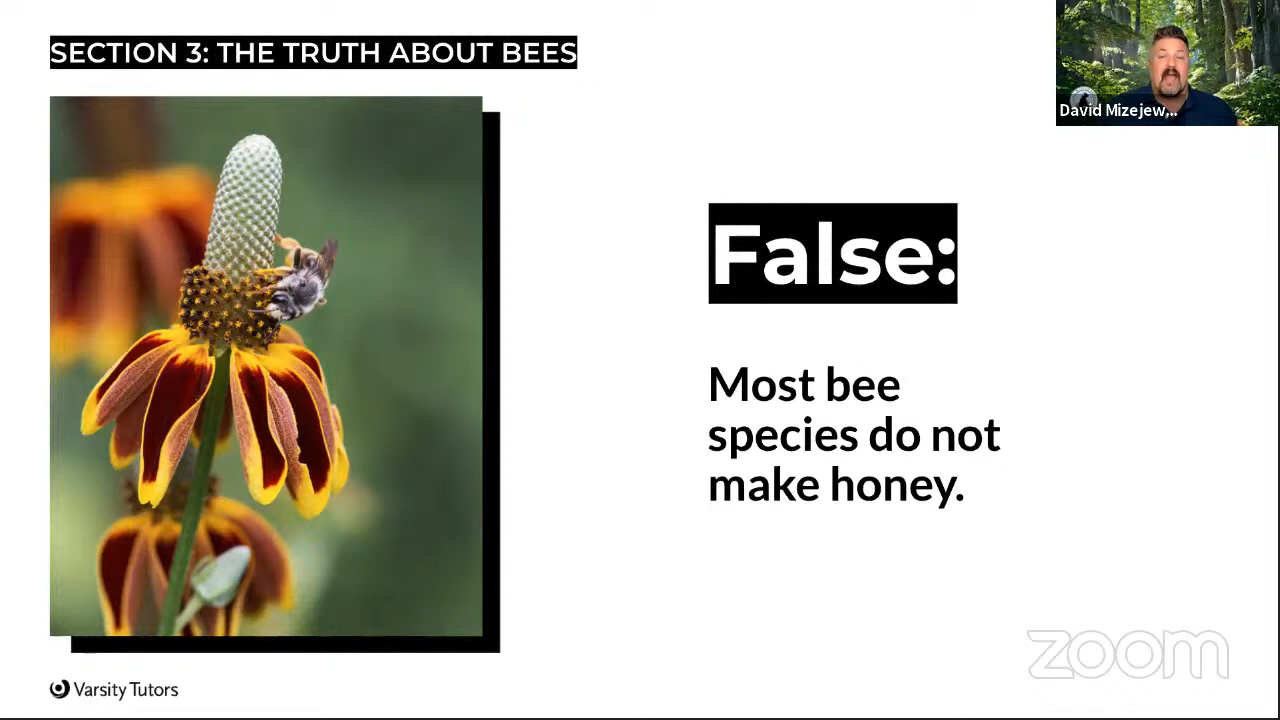 SECTION 3: THE TRUTH ABOUT BEES
David Mizejew,...
False:
Most bee
species do not
make honey.
zoom
Varsity Tutors